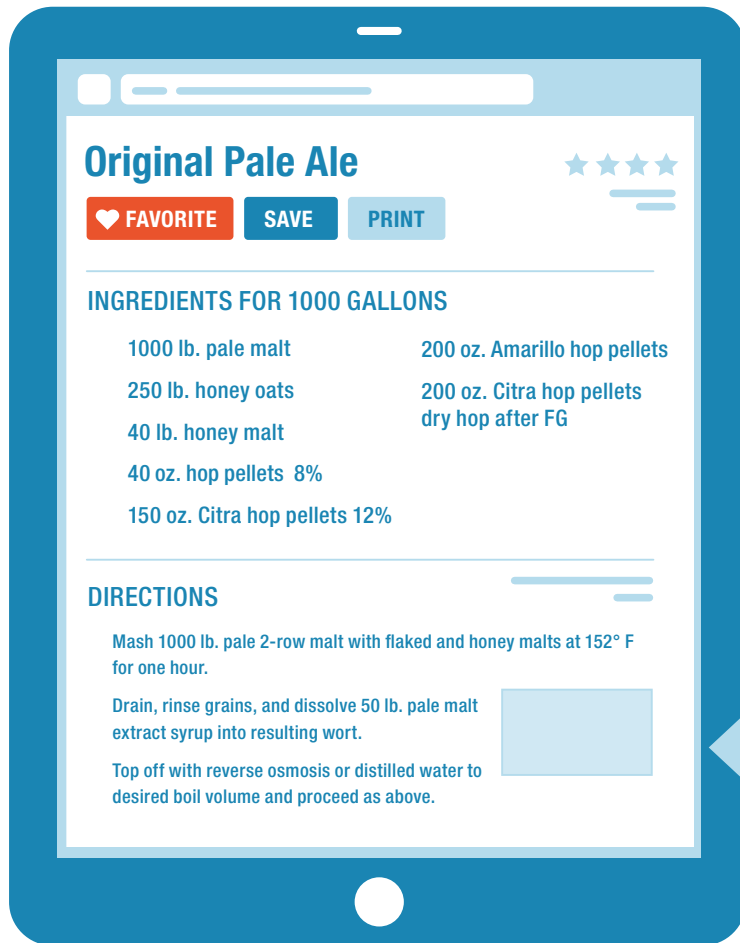 Original Pale Ale
FAVORITE
SAVE
PRINT
INGREDIENTS FOR 1000 GALLONS
1000 lb. pale malt
250 lb. honey oats
40 lb. honey malt
40 oz. hop pellets 8%
150 oz. Citra hop pellets 12%
200 oz. Amarillo hop pellets
200 oz. Citra hop pellets
dry hop after FG
DIRECTIONS
Mash 1000 lb. pale 2-row malt with flaked and honey malts at 152° F
for one hour.
Drain, rinse grains, and dissolve 50 lb. pale malt
extract syrup into resulting wort.
Top off with reverse osmosis or distilled water to
desired boil volume and proceed as above.